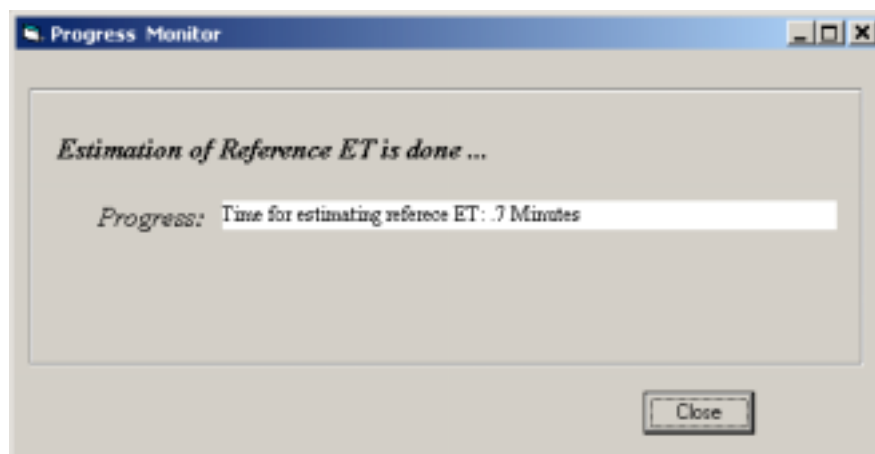 Progress Monitor
Estimation of Reference ET is done ...
Progress: Time for estimating referece ET: .7 Minutes
Close